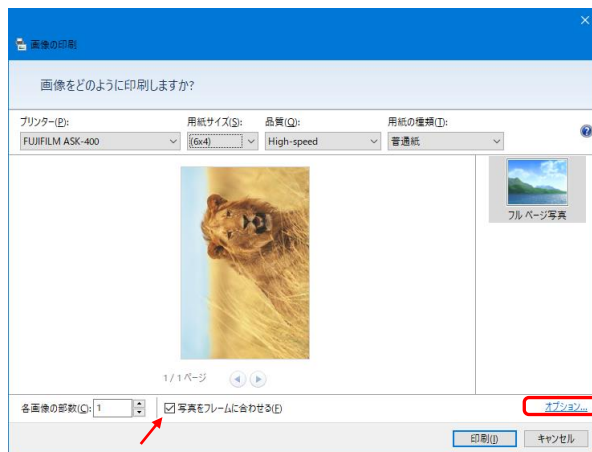 画像の印刷
画像をどのように印刷しますか?
プリンター(P): 用紙サイズ(S): 品質(Q): 用紙の種類(T):
FUJIFILM ASK-400 (6x4) High-speed 普通紙
フル ページ写真
1 / 1 ページ
各画像の部数(C): 1 写真をフレームに合わせる(F) オプション...
印刷(I) キャンセル